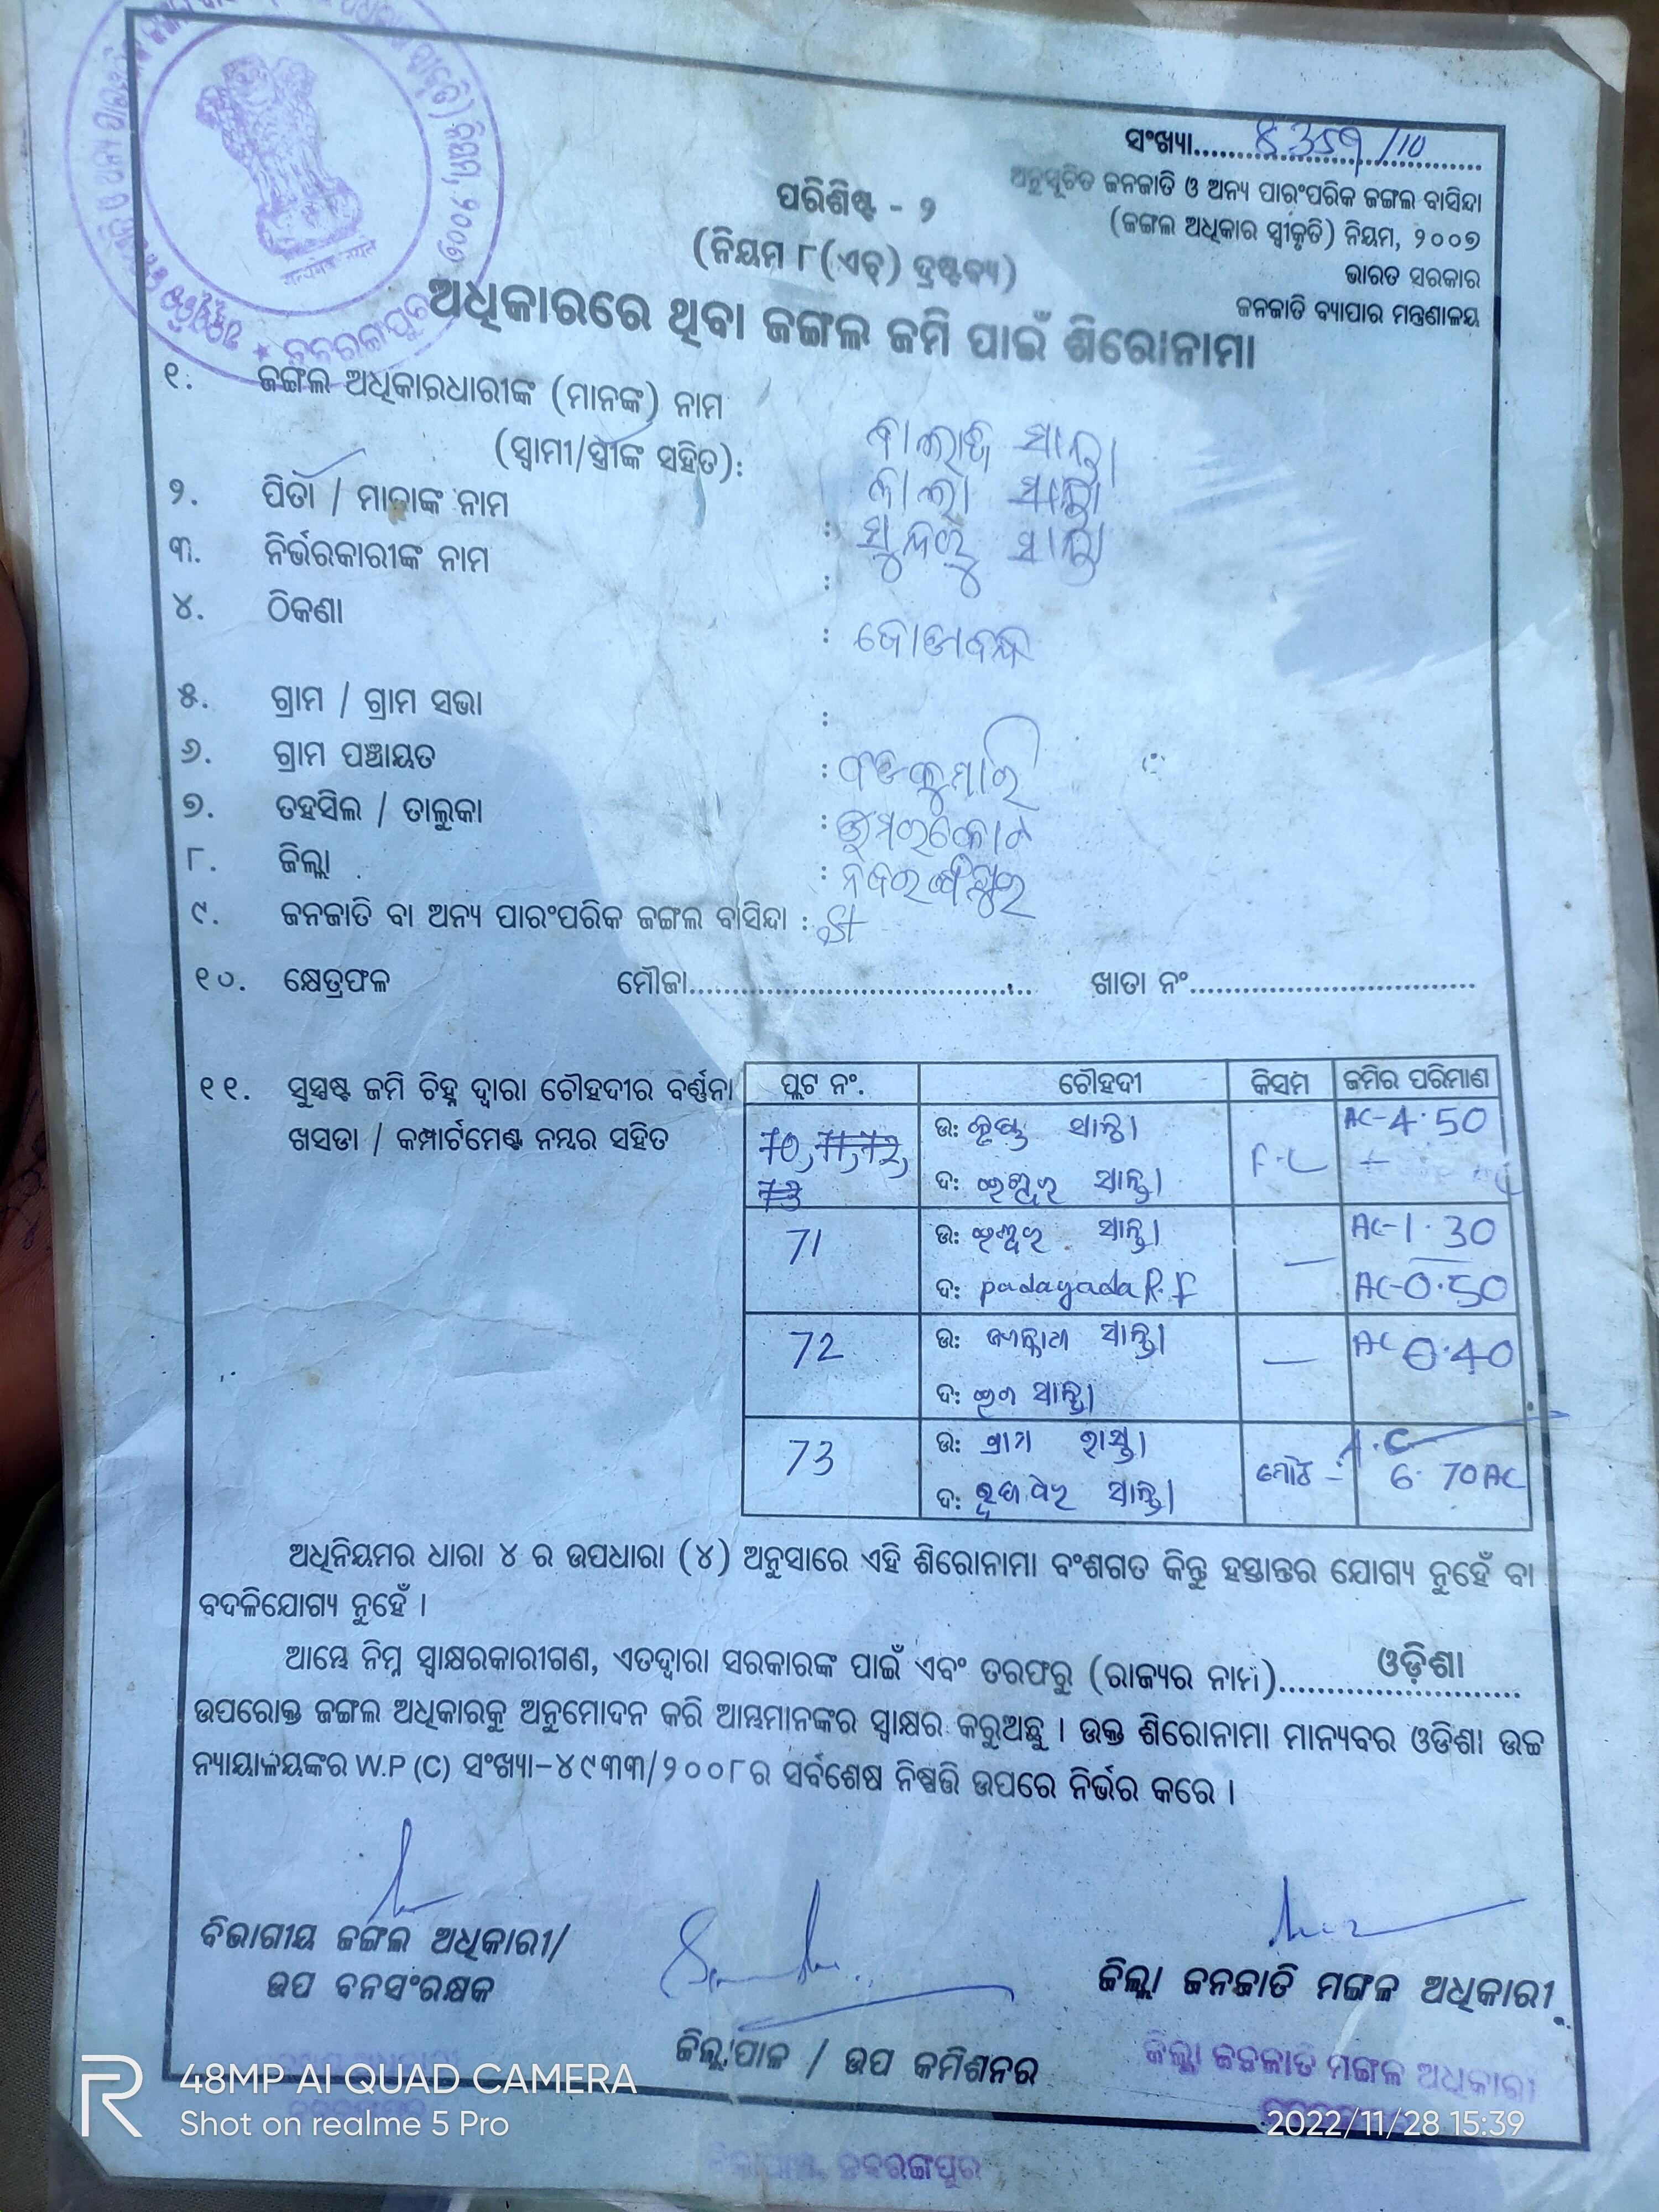 ସଂଖ୍ୟା........8359/10........
ଅନୁସୂଚିତ ଜନଜାତି ଓ ଅନ୍ୟ ପାରଂପରିକ ଜଙ୍ଗଲ ବାସିନ୍ଦା
(ଜଙ୍ଗଲ ଅଧିକାର ସ୍ୱୀକୃତି) ନିୟମ, ୨୦୦୭
ଭାରତ ସରକାର
ଜନଜାତି ବ୍ୟାପାର ମନ୍ତ୍ରଣାଳୟ
ପରିଶିଷ୍ଟ - ୨
(ନିୟମ ୮(ଏଚ୍) ଦ୍ରଷ୍ଟବ୍ୟ)
ଅଧିକାରରେ ଥିବା ଜଙ୍ଗଲ ଜମି ପାଇଁ ଶିରୋନାମା
୧. ଜଙ୍ଗଲ ଅଧିକାରଧାରୀଙ୍କ (ମାନଙ୍କ) ନାମ
(ସ୍ୱାମୀ/ସ୍ତ୍ରୀଙ୍କ ସହିତ):
୨. ପିତା / ମାତାଙ୍କ ନାମ :
୩. ନିର୍ଭରକାରୀଙ୍କ ନାମ :
୪. ଠିକଣା :
୫. ଗ୍ରାମ / ଗ୍ରାମ ସଭା :
୬. ଗ୍ରାମ ପଞ୍ଚାୟତ : ବଡକୁମାରି
୭. ତହସିଲ / ତାଲୁକା : ଉମରକୋଟ
୮. ଜିଲ୍ଲା : ନବରଙ୍ଗପୁର
୯. ଜନଜାତି ବା ଅନ୍ୟ ପାରଂପରିକ ଜଙ୍ଗଲ ବାସିନ୍ଦା : St
୧୦. କ୍ଷେତ୍ରଫଳ ମୌଜା........ ଖାତା ନଂ........
୧୧. ସୁସ୍ପଷ୍ଟ ଜମି ଚିହ୍ନ ଦ୍ୱାରା ଚୌହଦୀର ବର୍ଣ୍ଣନା
ଖସଡା / କମ୍ପାର୍ଟମେଣ୍ଟ ନମ୍ବର ସହିତ
ପ୍ଲଟ ନଂ. ଚୌହଦୀ କିସମ ଜମିର ପରିମାଣ
70, 71, 72, ଉ: ସାନ୍ତା AC-4.50
73 ଦ: ସାନ୍ତା F.L
71 ଉ: ସାନ୍ତା — AC-1.30
ଦ: padagada R.F AC-0.50
72 ଉ: ସାନ୍ତା — AC 0.40
ଦ: ସାନ୍ତା
73 ଉ: ଗ୍ରାମ ରାସ୍ତା ମୋଟ - A.C
ଦ: ସାନ୍ତା 6.70 AC
ଅଧିନିୟମର ଧାରା ୪ ର ଉପଧାରା (୪) ଅନୁସାରେ ଏହି ଶିରୋନାମା ବଂଶଗତ କିନ୍ତୁ ହସ୍ତାନ୍ତର ଯୋଗ୍ୟ ନୁହେଁ ବା
ବଦଳିଯୋଗ୍ୟ ନୁହେଁ ।
ଆମ୍ଭେ ନିମ୍ନ ସ୍ୱାକ୍ଷରକାରୀଗଣ, ଏତଦ୍ୱାରା ସରକାରଙ୍କ ପାଇଁ ଏବଂ ତରଫରୁ (ରାଜ୍ୟର ନାମ)........ଓଡ଼ିଶା........
ଉପରୋକ୍ତ ଜଙ୍ଗଲ ଅଧିକାରକୁ ଅନୁମୋଦନ କରି ଆମ୍ଭମାନଙ୍କର ସ୍ୱାକ୍ଷର କରୁଅଛୁ । ଉକ୍ତ ଶିରୋନାମା ମାନ୍ୟବର ଓଡିଶା ଉଚ୍ଚ
ନ୍ୟାୟାଳୟଙ୍କର W.P (C) ସଂଖ୍ୟା-୪୯୩୩/୨୦୦୮ର ସର୍ବଶେଷ ନିଷ୍ପତ୍ତି ଉପରେ ନିର୍ଭର କରେ ।
ବିଭାଗୀୟ ଜଙ୍ଗଲ ଅଧିକାରୀ/
ଉପ ବନସଂରକ୍ଷକ
ଜିଲ୍ଲାପାଳ / ଉପ କମିଶନର
ଜିଲ୍ଲା ଜନଜାତି ମଙ୍ଗଳ ଅଧିକାରୀ
ଜିଲ୍ଲା ଜନଜାତି ମଙ୍ଗଳ ଅଧିକାରୀ
48MP AI QUAD CAMERA
Shot on realme 5 Pro
2022/11/28 15:39
ନବରଙ୍ଗପୁର